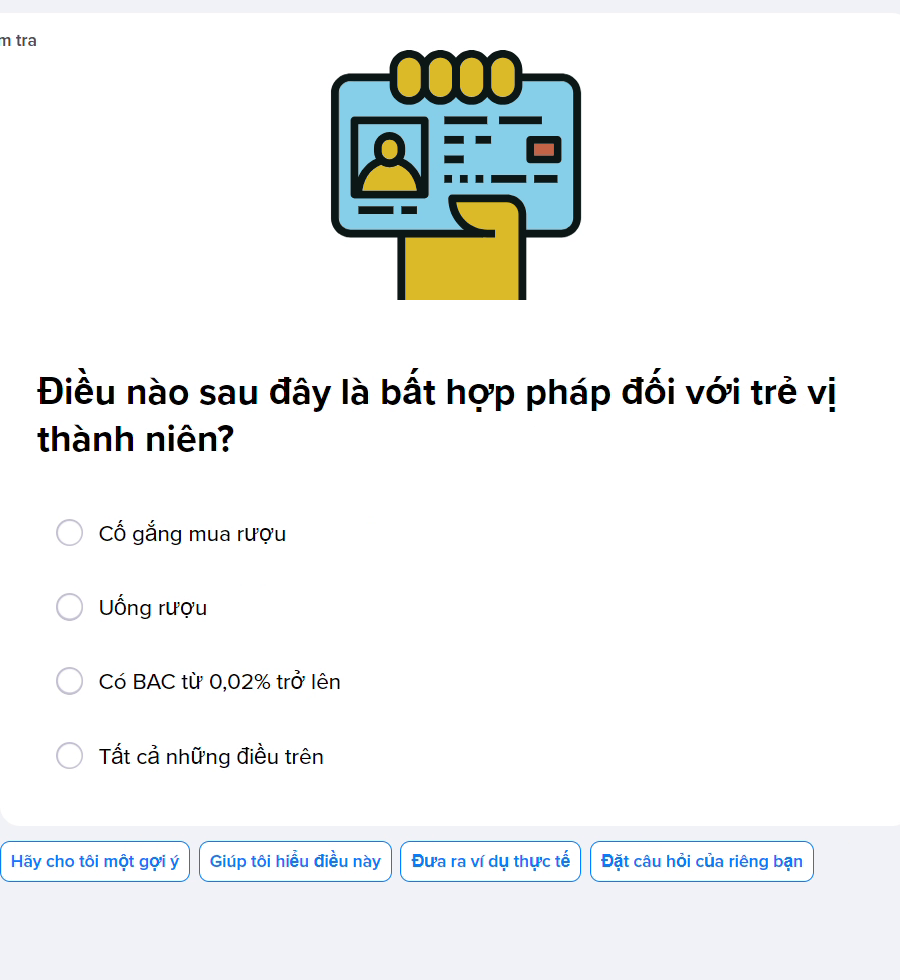 m tra
Điều nào sau đây là bất hợp pháp đối với trẻ vị
thành niên?
Cố gắng mua rượu
Uống rượu
Có BAC từ 0,02% trở lên
Tất cả những điều trên
Hãy cho tôi một gợi ý
Giúp tôi hiểu điều này
Đưa ra ví dụ thực tế
Đặt câu hỏi của riêng bạn